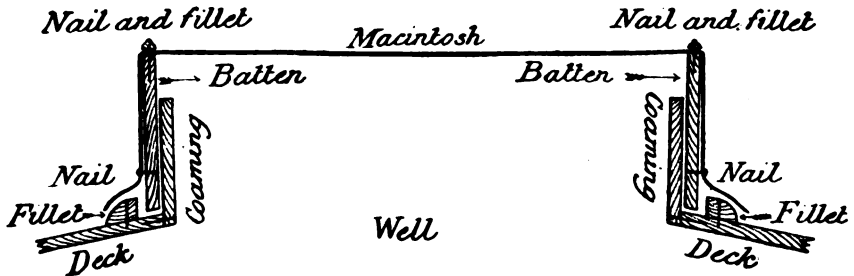 Nail and fillet
Nail and fillet
Macintosh
Batten
Batten
Coaming
Coaming
Nail
Nail
Fillet
Fillet
Well
Deck
Deck